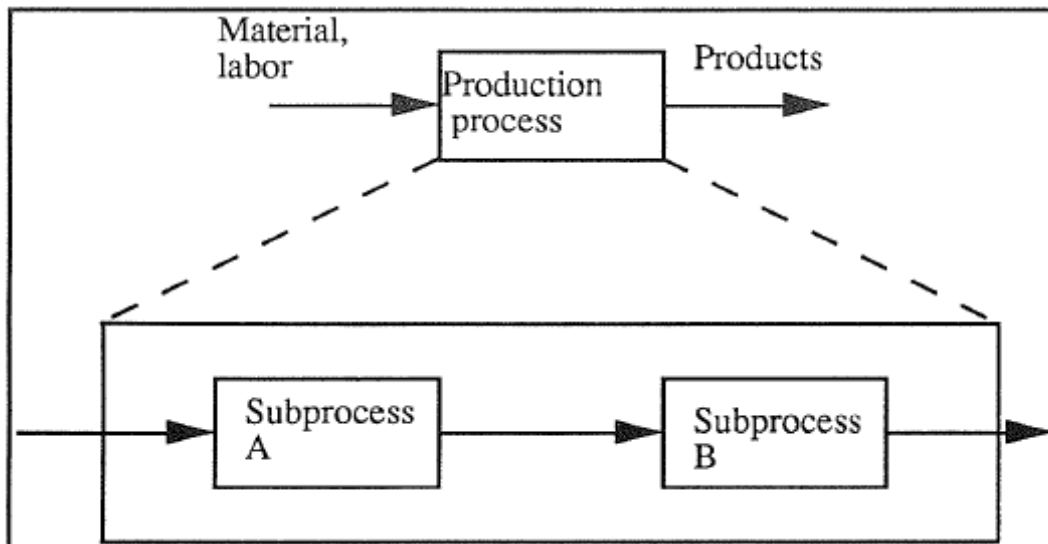 Material,
labor
Production
process
Products
Subprocess
A
Subprocess
B